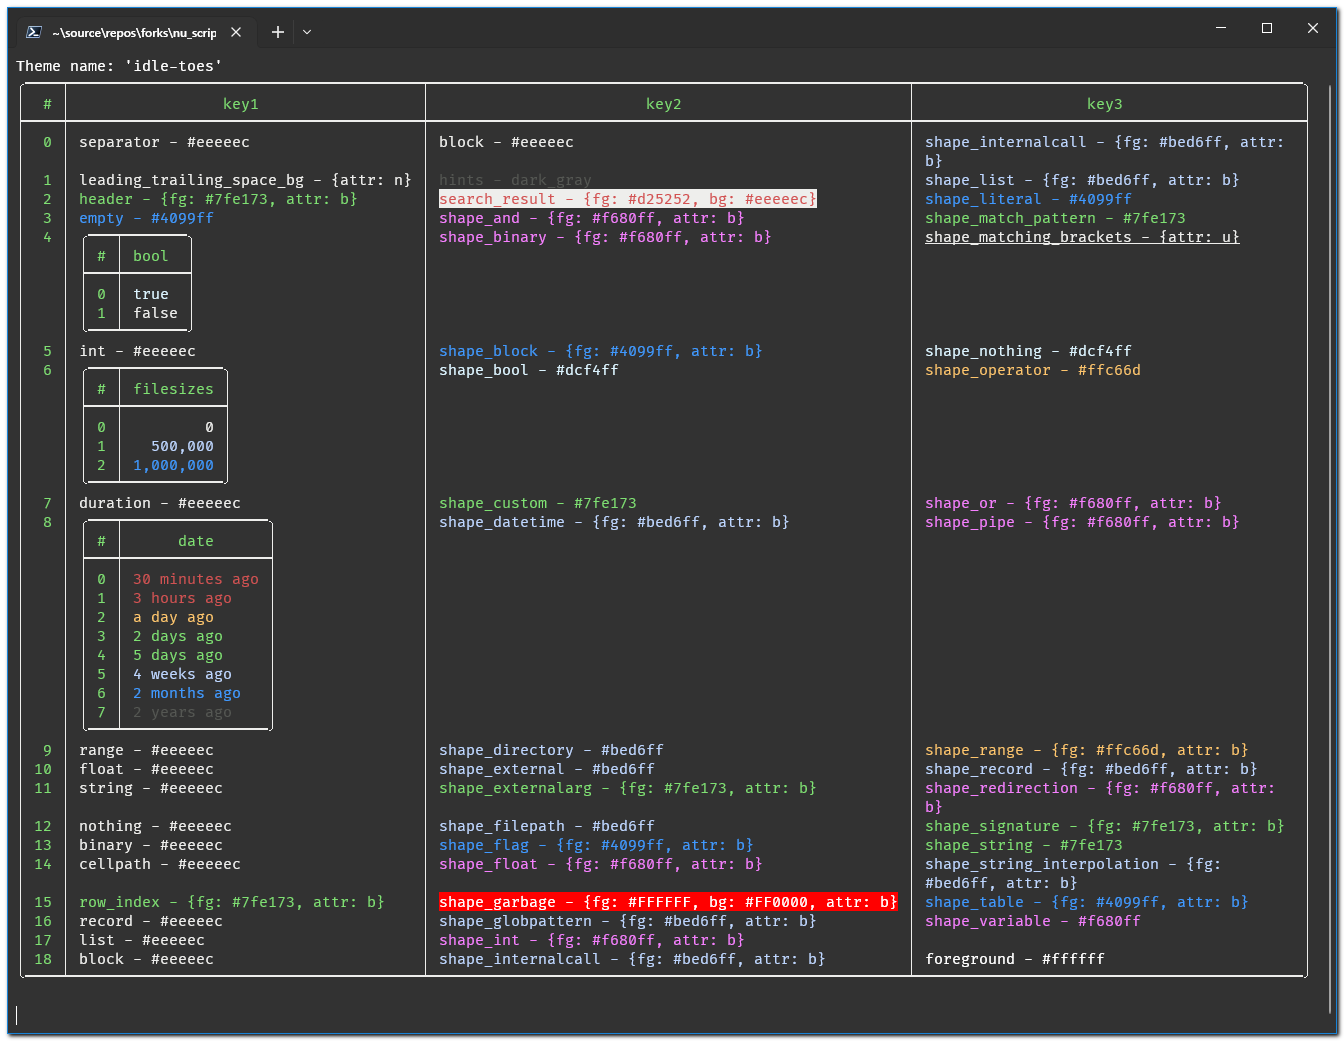 ~\source\repos\forks\nu_scrip
Theme name: 'idle-toes'
# key1 key2 key3
0 separator - #eeeeec block - #eeeeec shape_internalcall - {fg: #bed6ff, attr:
b}
1 leading_trailing_space_bg - {attr: n} hints - dark_gray shape_list - {fg: #bed6ff, attr: b}
2 header - {fg: #7fe173, attr: b} search_result - {fg: #d25252, bg: #eeeeec} shape_literal - #4099ff
3 empty - #4099ff shape_and - {fg: #f680ff, attr: b} shape_match_pattern - #7fe173
4 shape_binary - {fg: #f680ff, attr: b} shape_matching_brackets - {attr: u}
# bool
0 true
1 false
5 int - #eeeeec shape_block - {fg: #4099ff, attr: b} shape_nothing - #dcf4ff
6 shape_bool - #dcf4ff shape_operator - #ffc66d
# filesizes
0 0
1 500,000
2 1,000,000
7 duration - #eeeeec shape_custom - #7fe173 shape_or - {fg: #f680ff, attr: b}
8 shape_datetime - {fg: #bed6ff, attr: b} shape_pipe - {fg: #f680ff, attr: b}
# date
0 30 minutes ago
1 3 hours ago
2 a day ago
3 2 days ago
4 5 days ago
5 4 weeks ago
6 2 months ago
7 2 years ago
9 range - #eeeeec shape_directory - #bed6ff shape_range - {fg: #ffc66d, attr: b}
10 float - #eeeeec shape_external - #bed6ff shape_record - {fg: #bed6ff, attr: b}
11 string - #eeeeec shape_externalarg - {fg: #7fe173, attr: b} shape_redirection - {fg: #f680ff, attr:
b}
12 nothing - #eeeeec shape_filepath - #bed6ff shape_signature - {fg: #7fe173, attr: b}
13 binary - #eeeeec shape_flag - {fg: #4099ff, attr: b} shape_string - #7fe173
14 cellpath - #eeeeec shape_float - {fg: #f680ff, attr: b} shape_string_interpolation - {fg:
#bed6ff, attr: b}
15 row_index - {fg: #7fe173, attr: b} shape_garbage - {fg: #FFFFFF, bg: #FF0000, attr: b} shape_table - {fg: #4099ff, attr: b}
16 record - #eeeeec shape_globpattern - {fg: #bed6ff, attr: b} shape_variable - #f680ff
17 list - #eeeeec shape_int - {fg: #f680ff, attr: b}
18 block - #eeeeec shape_internalcall - {fg: #bed6ff, attr: b} foreground - #ffffff